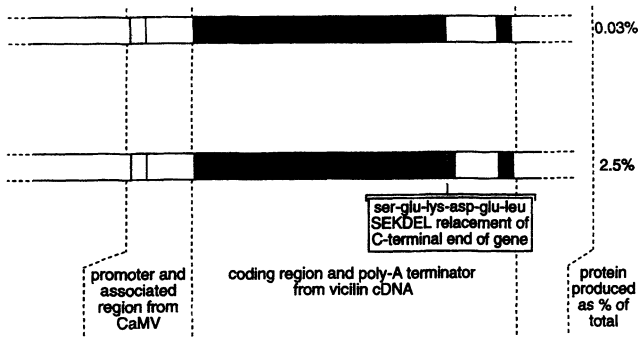 0.03%
2.5%
ser-glu-lys-asp-glu-leu
SEKDEL relacement of
C-terminal end of gene
promoter and
associated
region from
CaMV
coding region and poly-A terminator
from vicilin cDNA
protein
produced
as % of
total